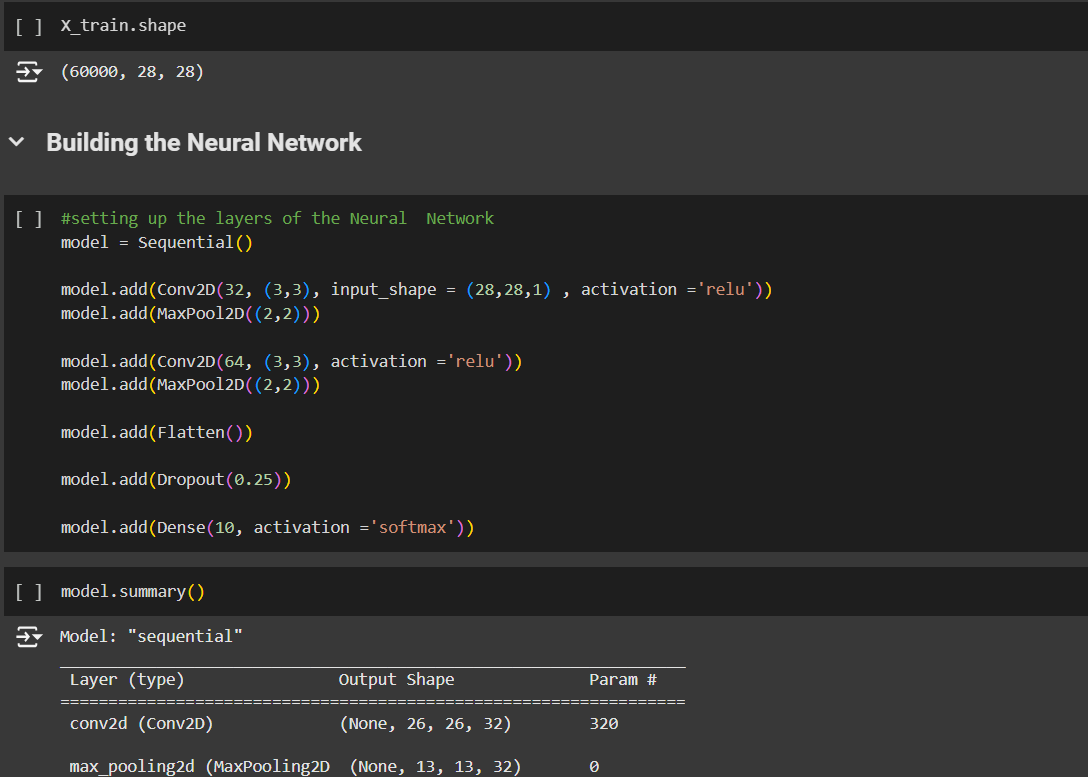 [ ] X_train.shape
(60000, 28, 28)
Building the Neural Network
[ ] #setting up the layers of the Neural  Network
model = Sequential()
model.add(Conv2D(32, (3,3), input_shape = (28,28,1) , activation ='relu'))
model.add(MaxPool2D((2,2)))
model.add(Conv2D(64, (3,3), activation ='relu'))
model.add(MaxPool2D((2,2)))
model.add(Flatten())
model.add(Dropout(0.25))
model.add(Dense(10, activation ='softmax'))
[ ] model.summary()
Model: "sequential"
_________________________________________________________________
Layer (type)                Output Shape              Param #
=================================================================
conv2d (Conv2D)             (None, 26, 26, 32)        320
max_pooling2d (MaxPooling2D  (None, 13, 13, 32)       0